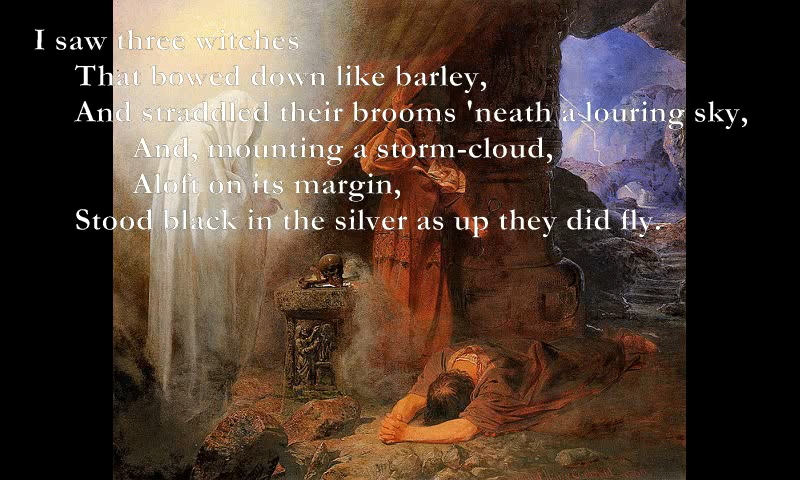 I saw three witches
That bowed down like barley,
And straddled their brooms 'neath a louring sky,
And, mounting a storm-cloud,
Aloft on its margin,
Stood black in the silver as up they did fly.